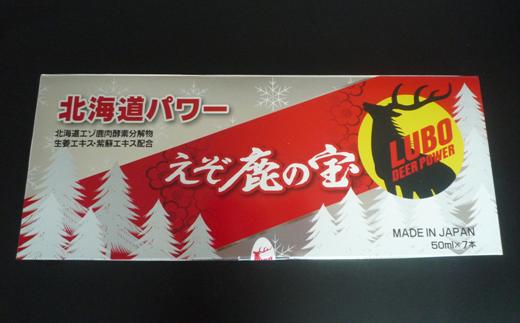 北海道パワー
北海道エゾ鹿肉酵素分解物
生姜エキス・紫蘇エキス配合
えぞ鹿の宝
LUBO
DEER POWER
MADE IN JAPAN
50ml×7本